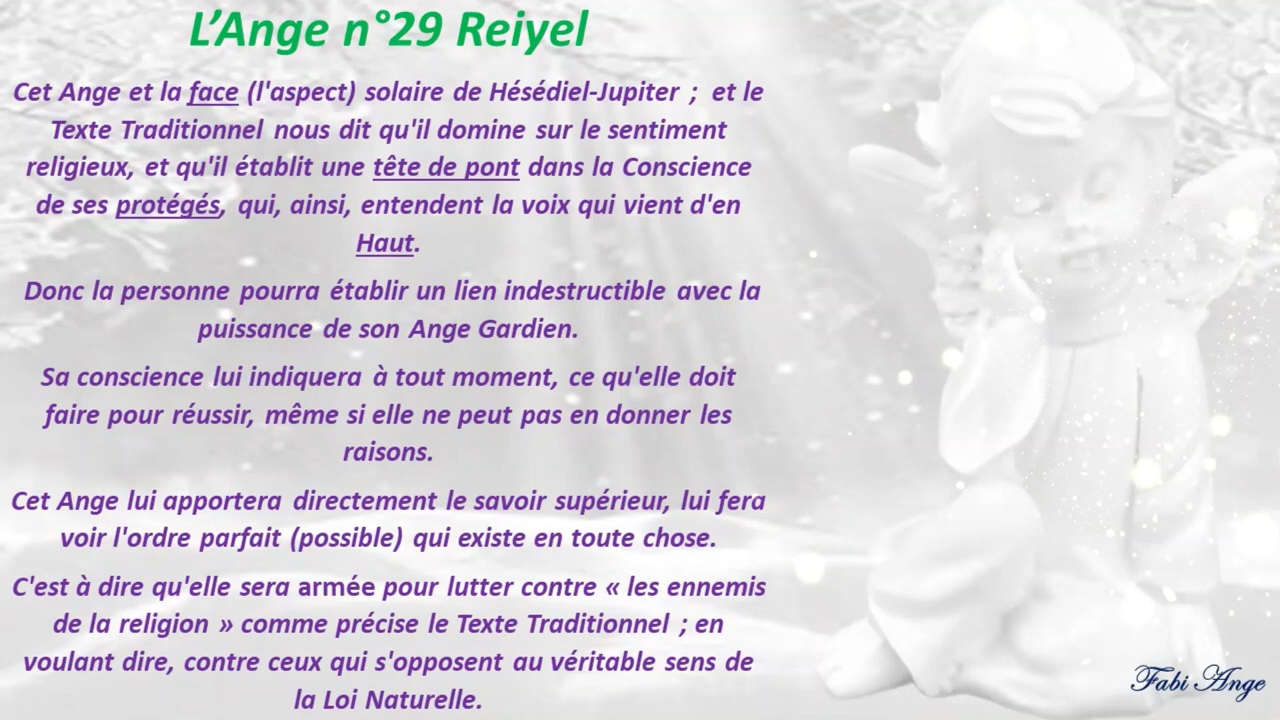 L’Ange n°29 Reiyel
Cet Ange et la face (l'aspect) solaire de Hésédiel-Jupiter ; et le
Texte Traditionnel nous dit qu'il domine sur le sentiment
religieux, et qu'il établit une tête de pont dans la Conscience
de ses protégés, qui, ainsi, entendent la voix qui vient d'en
Haut.
Donc la personne pourra établir un lien indestructible avec la
puissance de son Ange Gardien.
Sa conscience lui indiquera à tout moment, ce qu'elle doit
faire pour réussir, même si elle ne peut pas en donner les
raisons.
Cet Ange lui apportera directement le savoir supérieur, lui fera
voir l'ordre parfait (possible) qui existe en toute chose.
C'est à dire qu'elle sera armée pour lutter contre « les ennemis
de la religion » comme précise le Texte Traditionnel ; en
voulant dire, contre ceux qui s'opposent au véritable sens de
la Loi Naturelle.
Fabi Ange